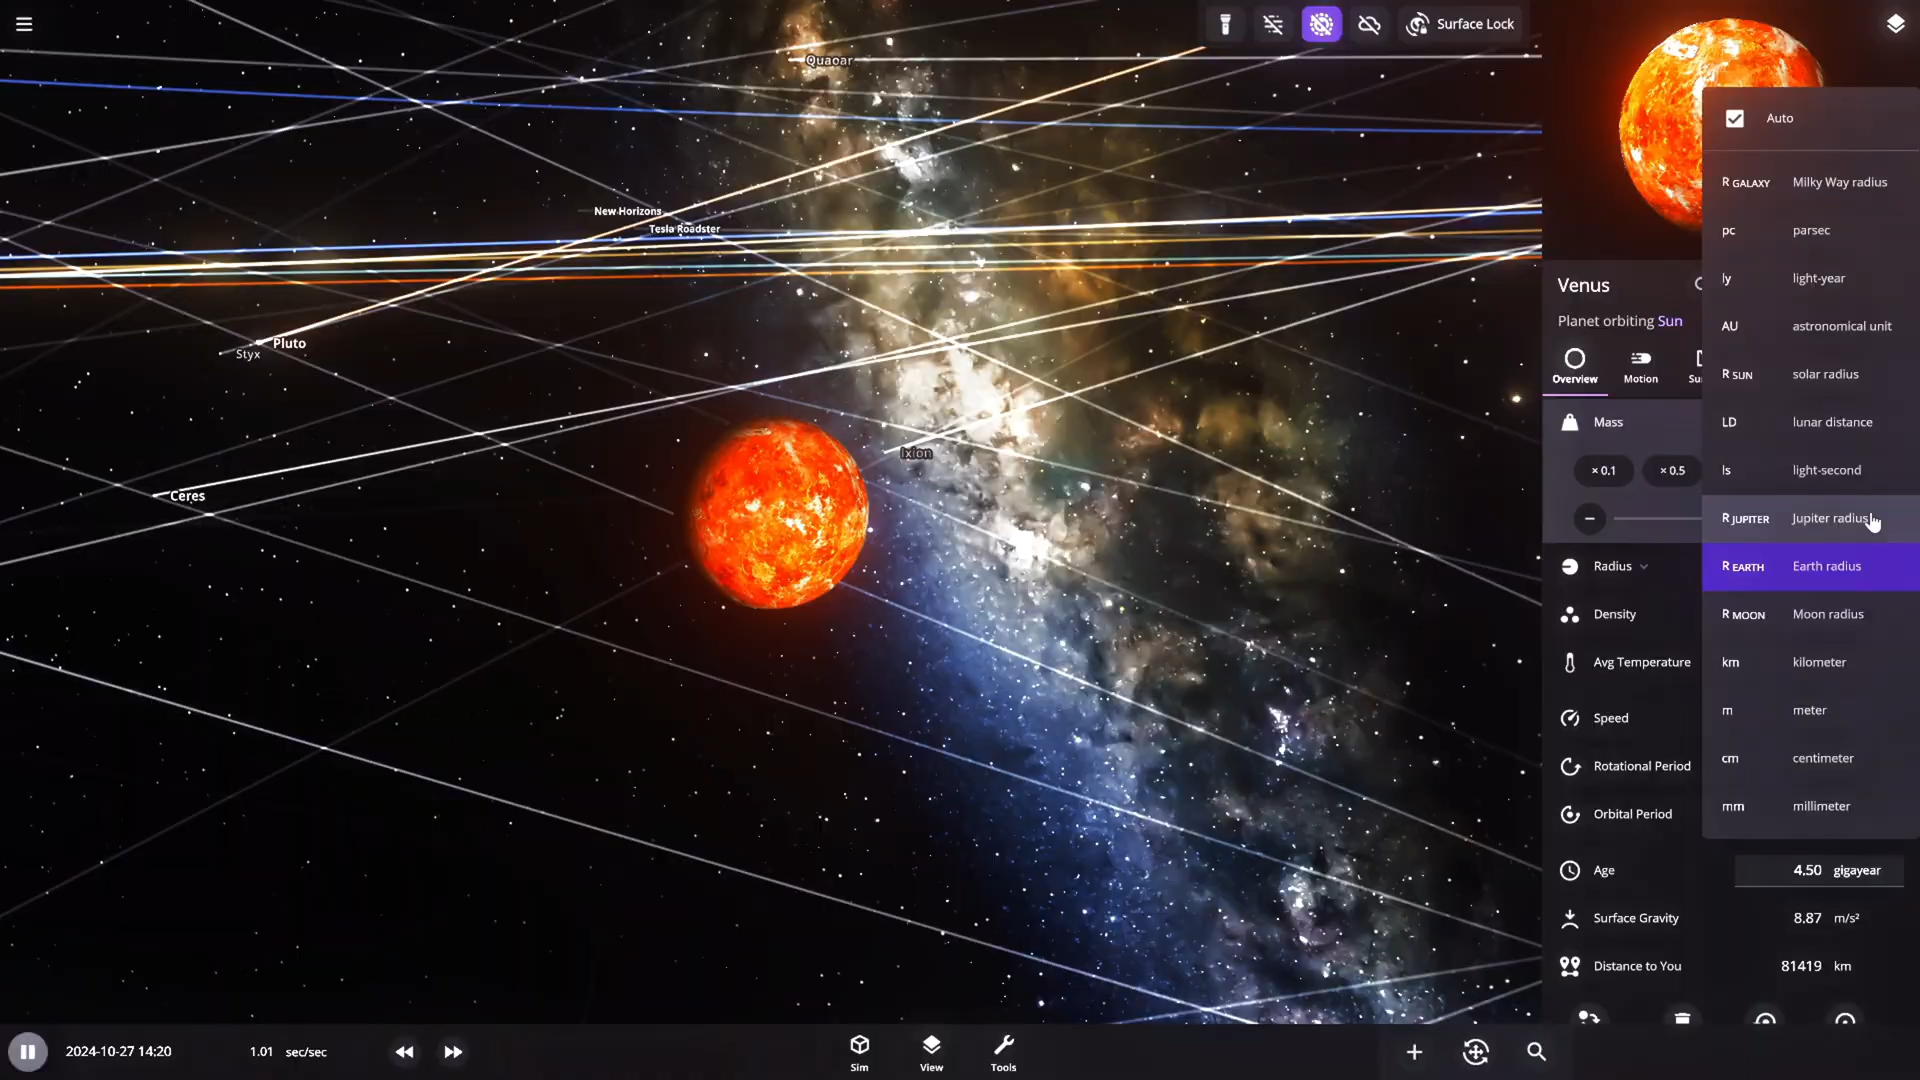 Surface Lock
Quaoar
New Horizons
Tesla Roadster
Pluto
Styx
Ixion
Ceres
Venus
Planet orbiting Sun
Overview
Motion
Mass
× 0.1
× 0.5
−
Radius
Density
Avg Temperature
Speed
Rotational Period
Orbital Period
Age 4.50 gigayear
Surface Gravity 8.87 m/s²
Distance to You 81419 km
Auto
R GALAXY Milky Way radius
pc parsec
ly light-year
AU astronomical unit
R SUN solar radius
LD lunar distance
ls light-second
R JUPITER Jupiter radius
R EARTH Earth radius
R MOON Moon radius
km kilometer
m meter
cm centimeter
mm millimeter
2024-10-27 14:20
1.01 sec/sec
Sim
View
Tools